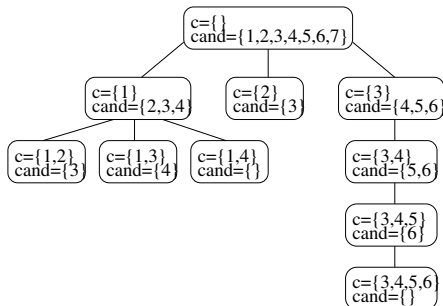 c={}
cand={1,2,3,4,5,6,7}
c={1}
cand={2,3,4}
c={2}
cand={3}
c={3}
cand={4,5,6}
c={1,2}
cand={3}
c={1,3}
cand={4}
c={1,4}
cand={}
c={3,4}
cand={5,6}
c={3,4,5}
cand={6}
c={3,4,5,6}
cand={}